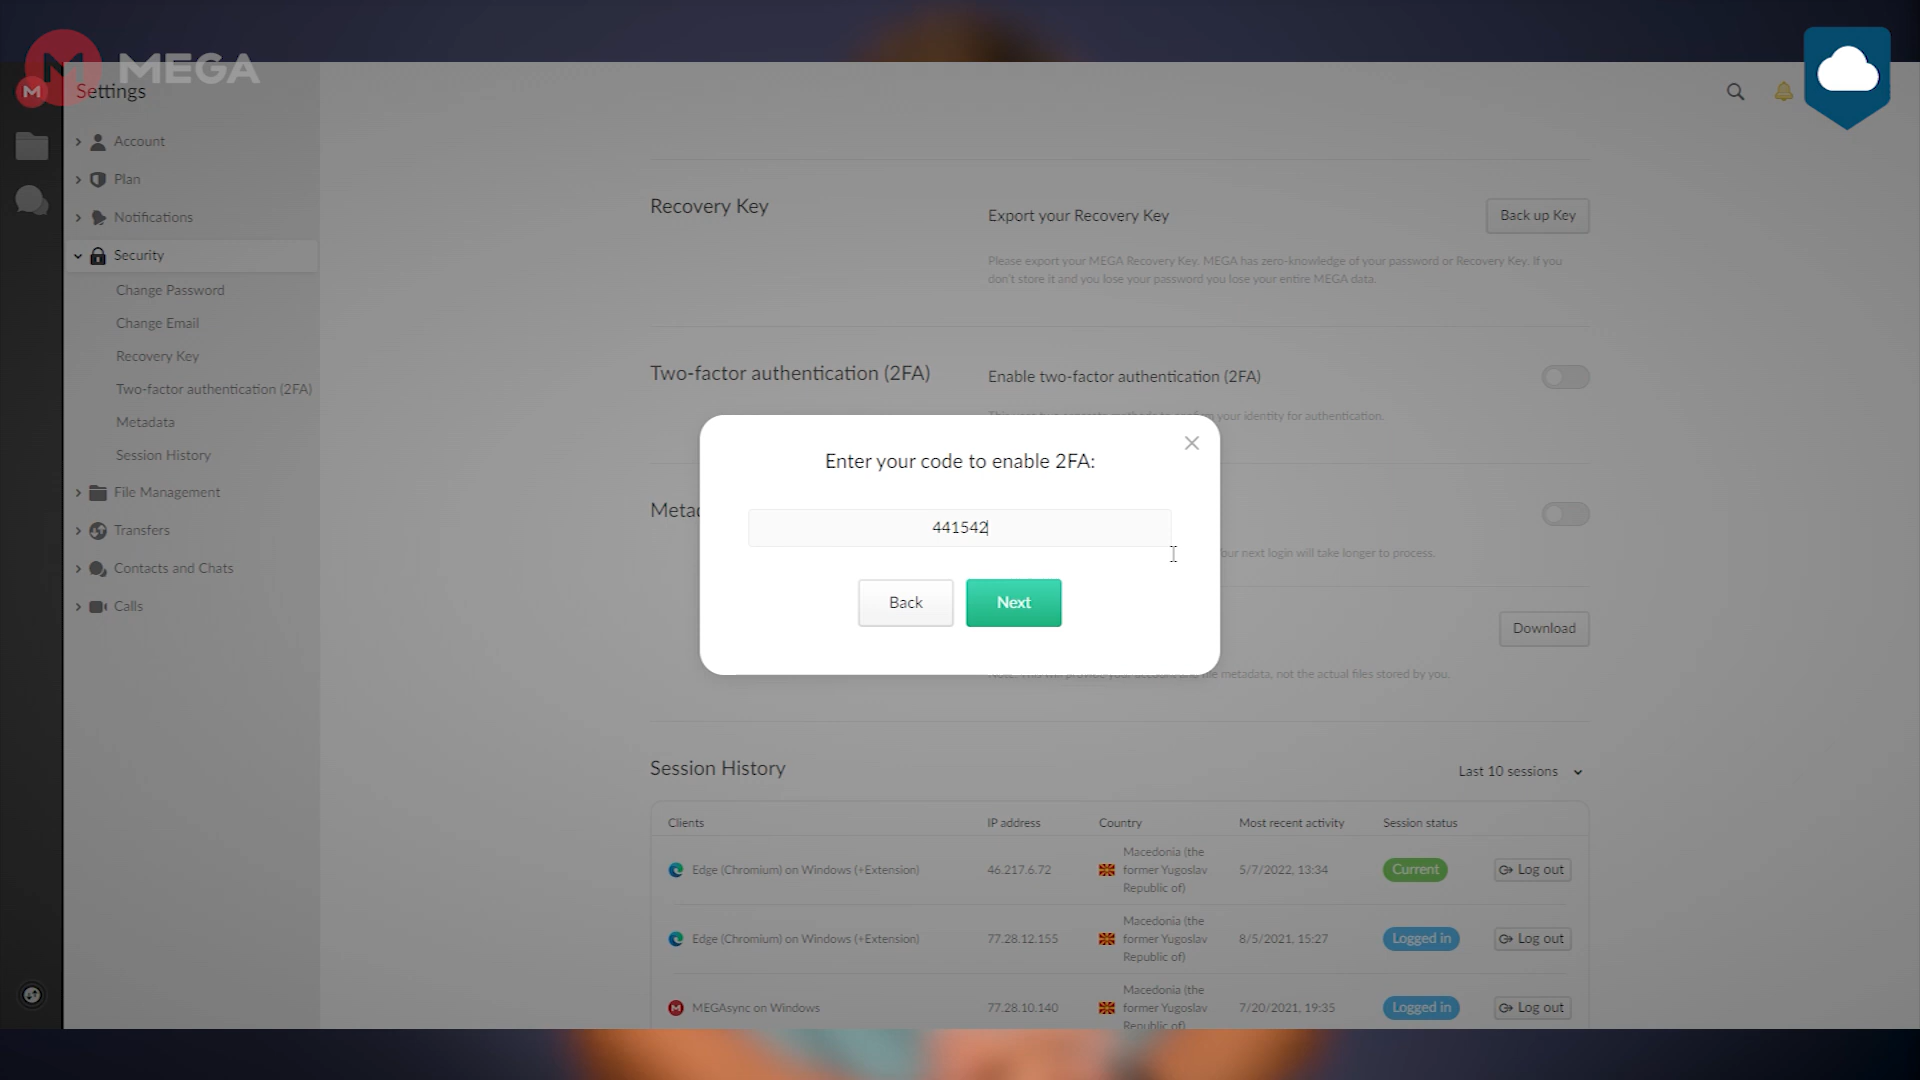 MEGA
Settings
Account
Plan
Notifications
Security
Change Password
Change Email
Recovery Key
Two-factor authentication (2FA)
Metadata
Session History
File Management
Transfers
Contacts and Chats
Calls
Recovery Key
Export your Recovery Key
Back up Key
Please export your MEGA Recovery Key. MEGA has zero-knowledge of your password or Recovery Key. If you
don't store it and you lose your password you lose your entire MEGA data.
Two-factor authentication (2FA)
Enable two-factor authentication (2FA)
your identity for authentication.
Enter your code to enable 2FA:
441542
Back
Next
our next login will take longer to process.
Download
metadata, not the actual files stored by you.
Session History
Last 10 sessions
Clients IP address Country Most recent activity Session status
Edge (Chromium) on Windows (+Extension) 46.217.6.72 Macedonia (the
former Yugoslav
Republic of) 5/7/2022, 13:34 Current Log out
Edge (Chromium) on Windows (+Extension) 77.28.12.155 Macedonia (the
former Yugoslav
Republic of) 8/5/2021, 15:27 Logged in Log out
MEGAsync on Windows 77.28.10.140 Macedonia (the
former Yugoslav
Republic of) 7/20/2021, 19:35 Logged in Log out